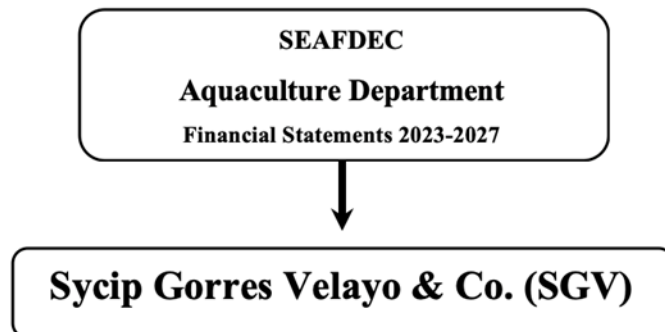 SEAFDEC
Aquaculture Department
Financial Statements 2023-2027
Sycip Gorres Velayo & Co. (SGV)